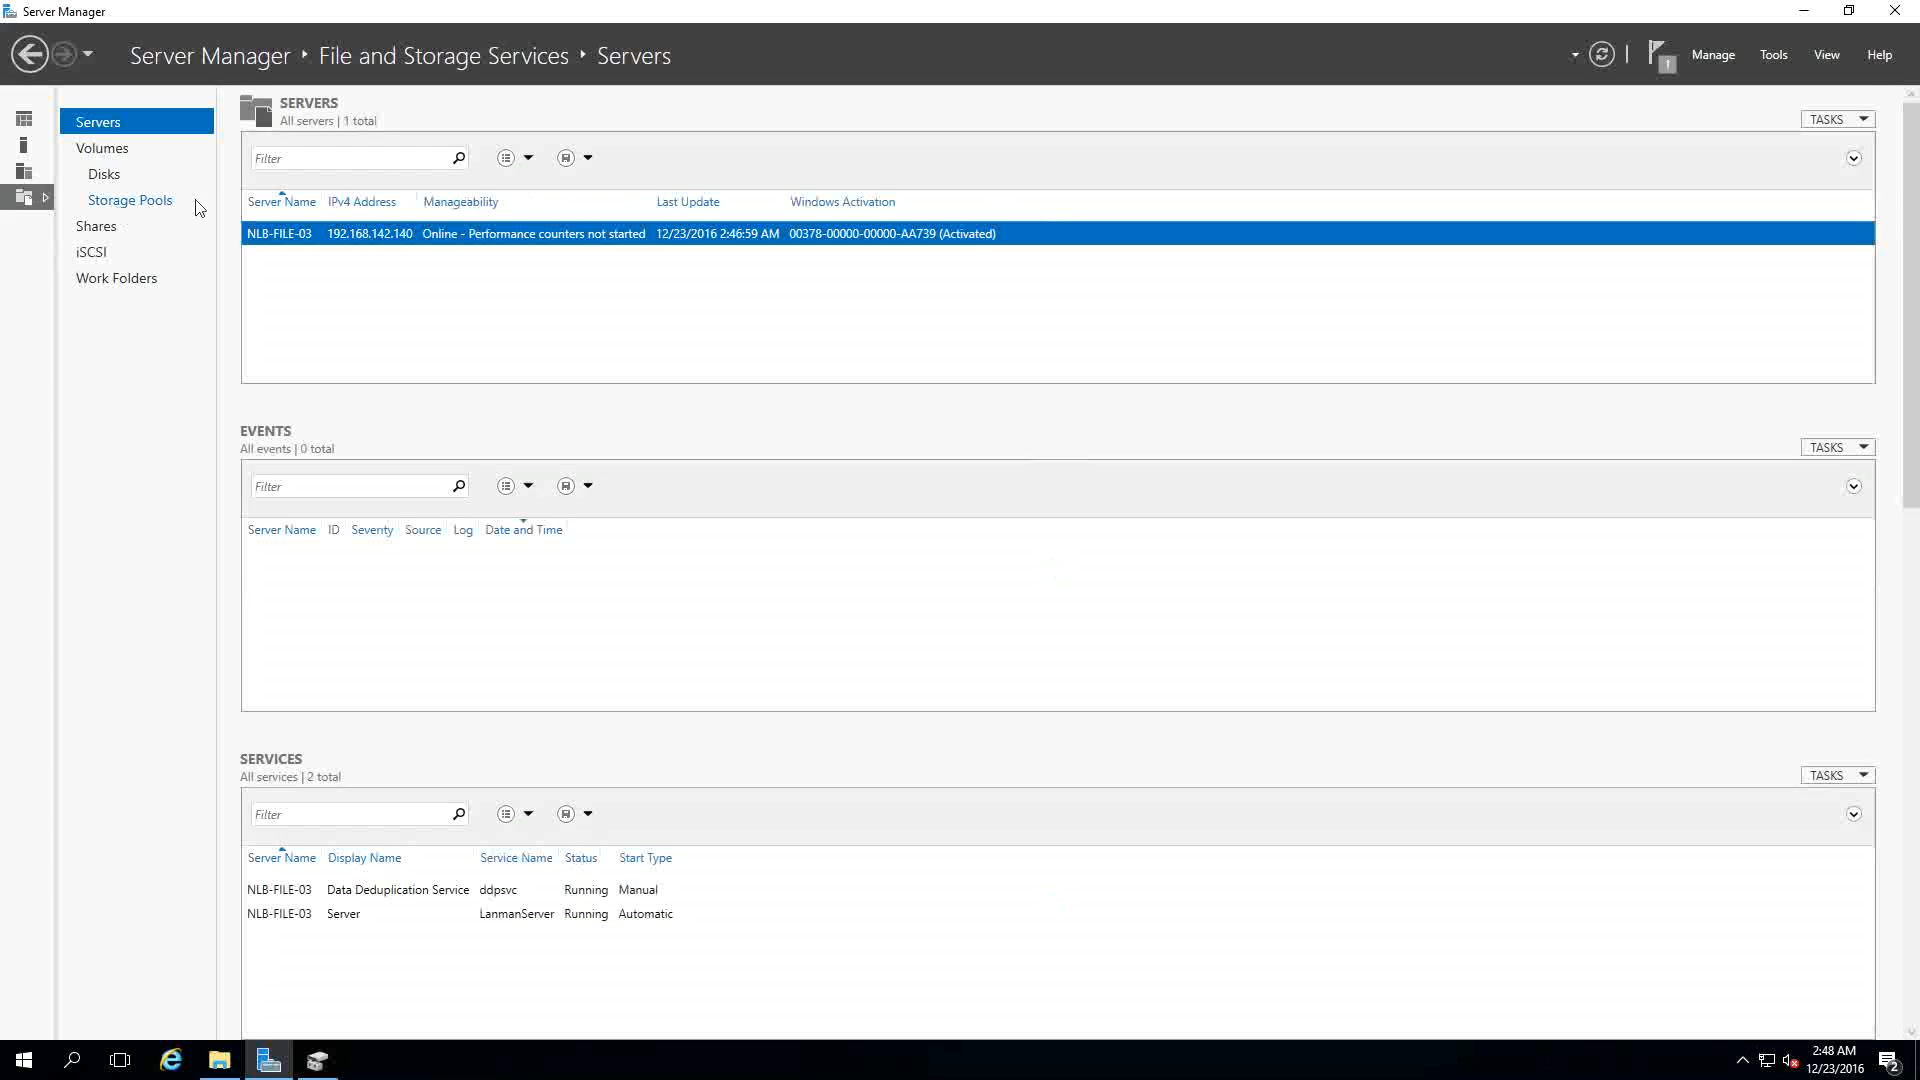 Server Manager
Server Manager ‣ File and Storage Services ‣ Servers
Manage Tools View Help
Servers
Volumes
Disks
Storage Pools
Shares
iSCSI
Work Folders
SERVERS
All servers | 1 total
TASKS
Filter
Server Name IPv4 Address Manageability Last Update Windows Activation
NLB-FILE-03 192.168.142.140 Online - Performance counters not started 12/23/2016 2:46:59 AM 00378-00000-00000-AA739 (Activated)
EVENTS
All events | 0 total
TASKS
Filter
Server Name ID Severity Source Log Date and Time
SERVICES
All services | 2 total
TASKS
Filter
Server Name Display Name Service Name Status Start Type
NLB-FILE-03 Data Deduplication Service ddpsvc Running Manual
NLB-FILE-03 Server LanmanServer Running Automatic
2:48 AM
12/23/2016
2